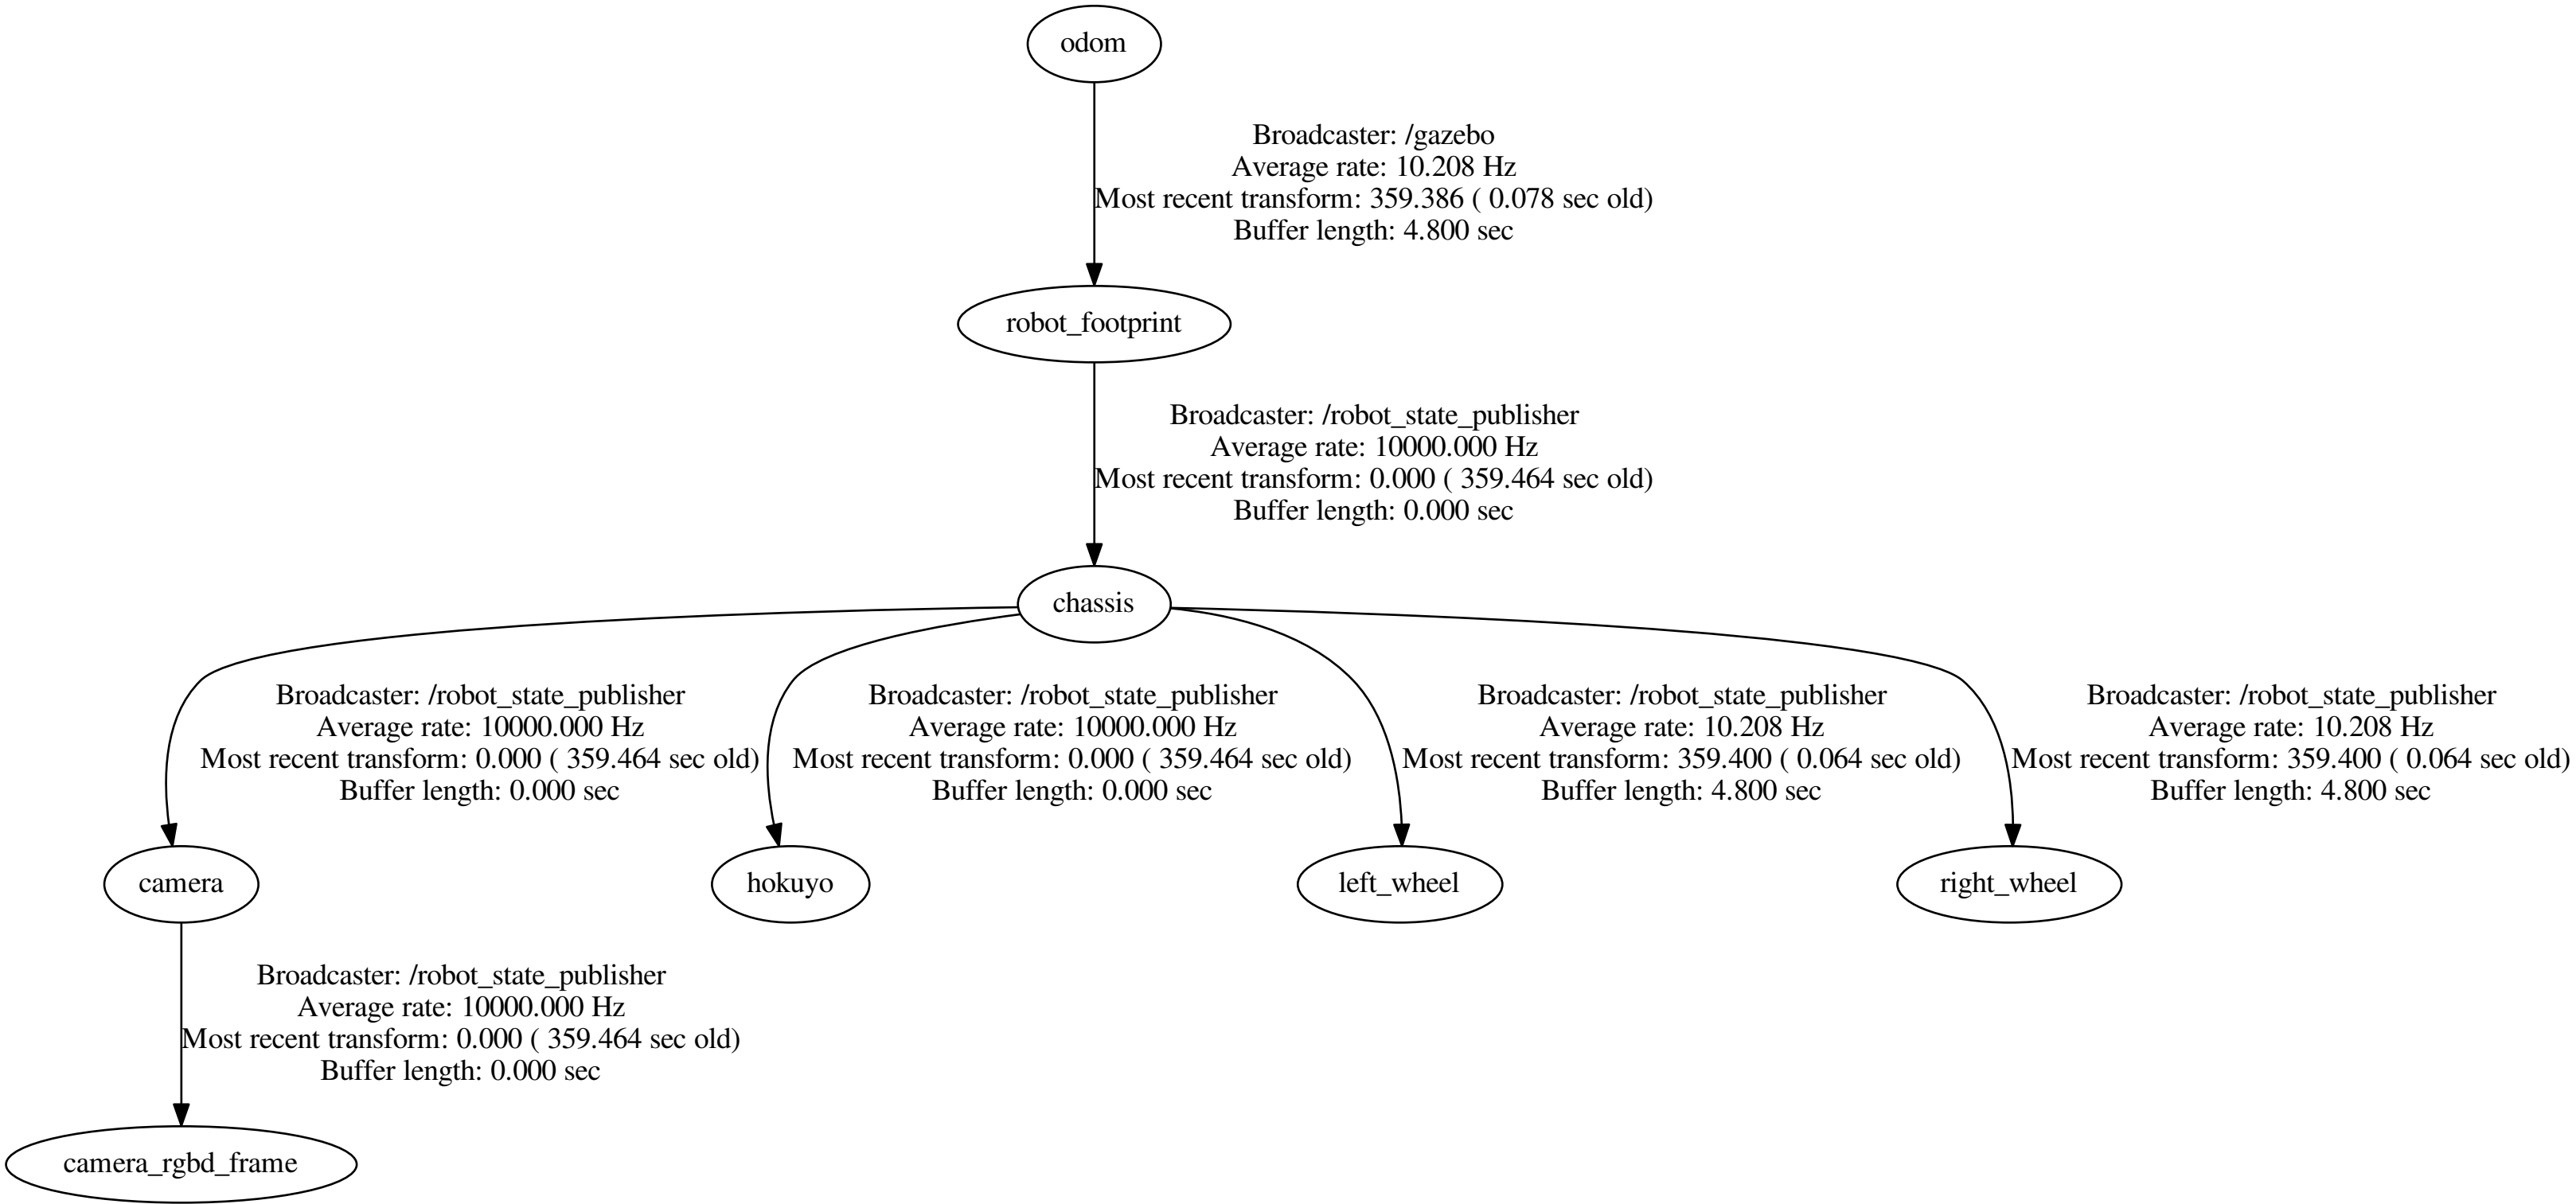 odom
Broadcaster: /gazebo
Average rate: 10.208 Hz
Most recent transform: 359.386 ( 0.078 sec old)
Buffer length: 4.800 sec
robot_footprint
Broadcaster: /robot_state_publisher
Average rate: 10000.000 Hz
Most recent transform: 0.000 ( 359.464 sec old)
Buffer length: 0.000 sec
chassis
Broadcaster: /robot_state_publisher
Average rate: 10000.000 Hz
Most recent transform: 0.000 ( 359.464 sec old)
Buffer length: 0.000 sec
Broadcaster: /robot_state_publisher
Average rate: 10000.000 Hz
Most recent transform: 0.000 ( 359.464 sec old)
Buffer length: 0.000 sec
Broadcaster: /robot_state_publisher
Average rate: 10.208 Hz
Most recent transform: 359.400 ( 0.064 sec old)
Buffer length: 4.800 sec
Broadcaster: /robot_state_publisher
Average rate: 10.208 Hz
Most recent transform: 359.400 ( 0.064 sec old)
Buffer length: 4.800 sec
camera
hokuyo
left_wheel
right_wheel
Broadcaster: /robot_state_publisher
Average rate: 10000.000 Hz
Most recent transform: 0.000 ( 359.464 sec old)
Buffer length: 0.000 sec
camera_rgbd_frame